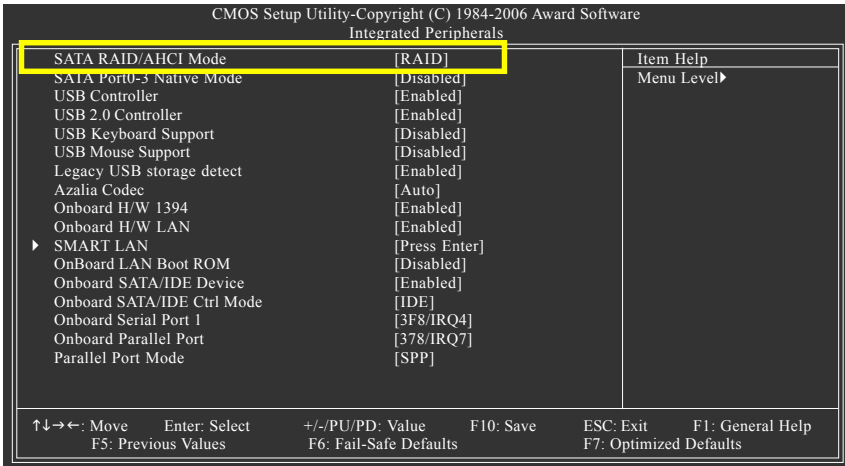 CMOS Setup Utility-Copyright (C) 1984-2006 Award Software
Integrated Peripherals
SATA RAID/AHCI Mode [RAID] Item Help
SATA Port0-3 Native Mode [Disabled] Menu Level▶
USB Controller [Enabled]
USB 2.0 Controller [Enabled]
USB Keyboard Support [Disabled]
USB Mouse Support [Disabled]
Legacy USB storage detect [Enabled]
Azalia Codec [Auto]
Onboard H/W 1394 [Enabled]
Onboard H/W LAN [Enabled]
▶ SMART LAN [Press Enter]
OnBoard LAN Boot ROM [Disabled]
Onboard SATA/IDE Device [Enabled]
Onboard SATA/IDE Ctrl Mode [IDE]
Onboard Serial Port 1 [3F8/IRQ4]
Onboard Parallel Port [378/IRQ7]
Parallel Port Mode [SPP]
↑↓→←: Move Enter: Select +/-/PU/PD: Value F10: Save ESC: Exit F1: General Help
F5: Previous Values F6: Fail-Safe Defaults F7: Optimized Defaults